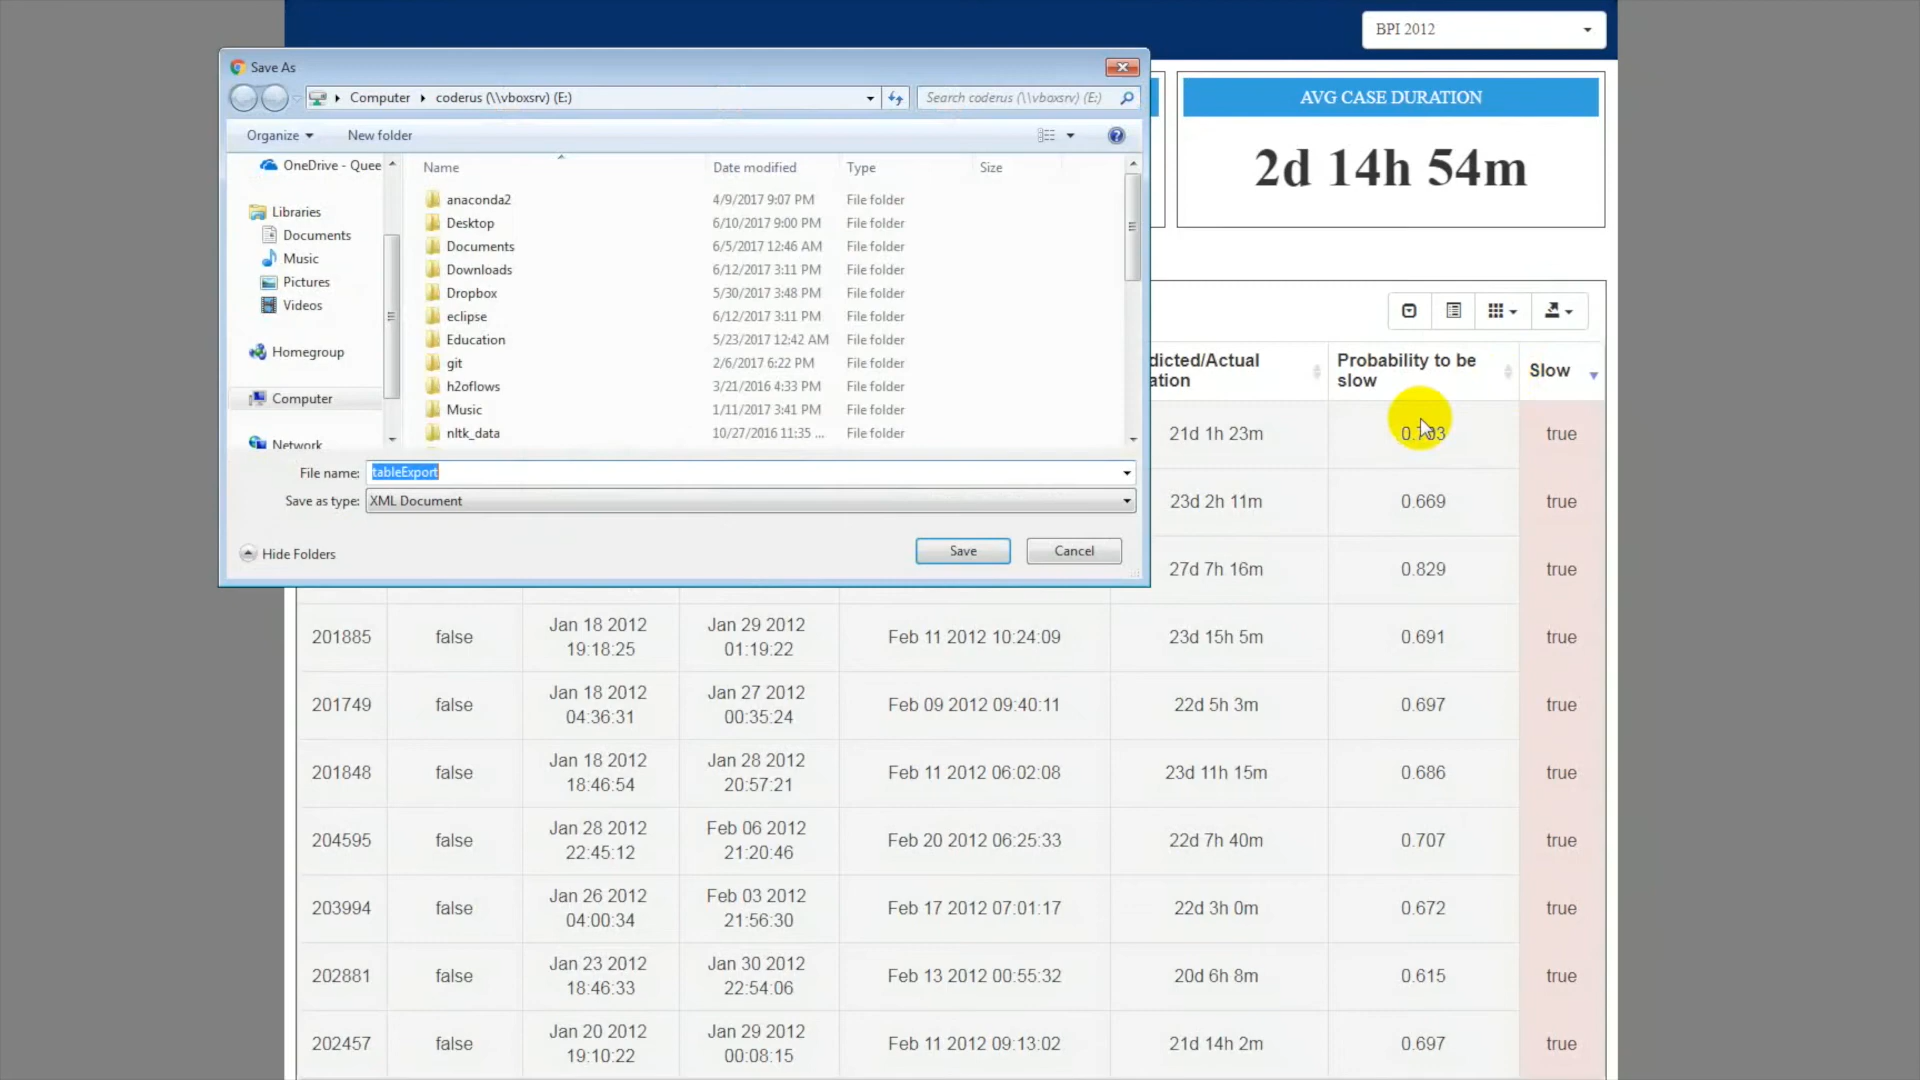 BPI 2012
Save As
Computer coderus (\\vboxsrv) (E:)
Search coderus (\\vboxsrv) (E:)
Organize New folder
OneDrive - Quee
Libraries
Documents
Music
Pictures
Videos
Homegroup
Computer
Network
Name Date modified Type Size
anaconda2 4/9/2017 9:07 PM File folder
Desktop 6/10/2017 9:00 PM File folder
Documents 6/5/2017 12:46 AM File folder
Downloads 6/12/2017 3:11 PM File folder
Dropbox 5/30/2017 3:48 PM File folder
eclipse 6/12/2017 3:11 PM File folder
Education 5/23/2017 12:42 AM File folder
git 2/6/2017 6:22 PM File folder
h2oflows 3/21/2016 4:33 PM File folder
Music 1/11/2017 3:41 PM File folder
nltk_data 10/27/2016 11:35 ... File folder
File name: tableExport
Save as type: XML Document
Hide Folders
Save Cancel
AVG CASE DURATION
2d 14h 54m
dicted/Actual
ation
Probability to be
slow
Slow
21d 1h 23m true
23d 2h 11m 0.669 true
27d 7h 16m 0.829 true
201885 false Jan 18 2012 19:18:25 Jan 29 2012 01:19:22 Feb 11 2012 10:24:09 23d 15h 5m 0.691 true
201749 false Jan 18 2012 04:36:31 Jan 27 2012 00:35:24 Feb 09 2012 09:40:11 22d 5h 3m 0.697 true
201848 false Jan 18 2012 18:46:54 Jan 28 2012 20:57:21 Feb 11 2012 06:02:08 23d 11h 15m 0.686 true
204595 false Jan 28 2012 22:45:12 Feb 06 2012 21:20:46 Feb 20 2012 06:25:33 22d 7h 40m 0.707 true
203994 false Jan 26 2012 04:00:34 Feb 03 2012 21:56:30 Feb 17 2012 07:01:17 22d 3h 0m 0.672 true
202881 false Jan 23 2012 18:46:33 Jan 30 2012 22:54:06 Feb 13 2012 00:55:32 20d 6h 8m 0.615 true
202457 false Jan 20 2012 19:10:22 Jan 29 2012 00:08:15 Feb 11 2012 09:13:02 21d 14h 2m 0.697 true